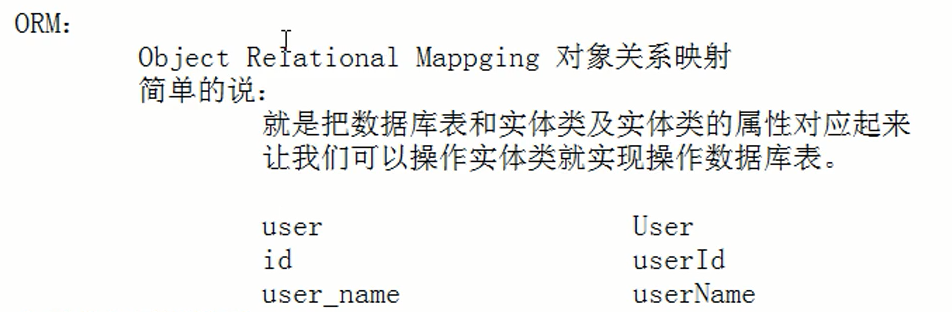 ORM:
Object Relational Mappging 对象关系映射
简单的说:
就是把数据库表和实体类及实体类的属性对应起来
让我们可以操作实体类就实现操作数据库表。
user User
id userId
user_name userName